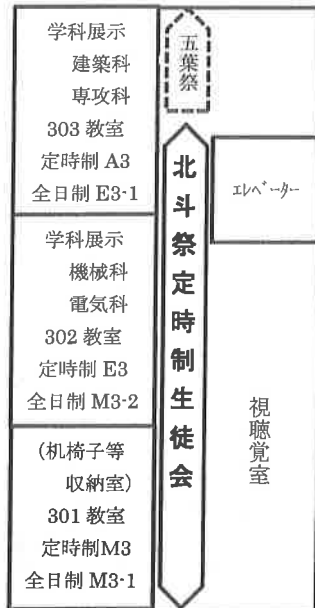 学科展示
建築科
専攻科
303 教室
定時制 A3
全日制 E3-1
学科展示
機械科
電気科
302 教室
定時制 E3
全日制 M3-2
(机椅子等
収納室)
301 教室
定時制M3
全日制 M3-1
五葉祭
北斗祭定時制生徒会
エレベーター
視聴覚室